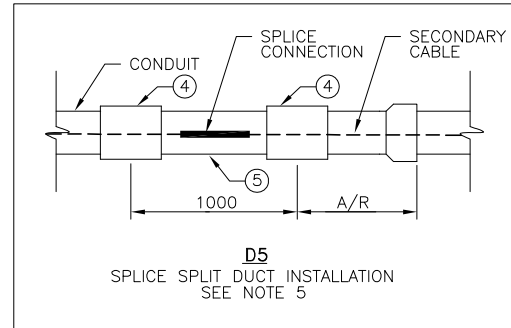 SPLICE
CONNECTION
SECONDARY
CABLE
CONDUIT
4
4
5
1000
A/R
D5
SPLICE SPLIT DUCT INSTALLATION
SEE NOTE 5